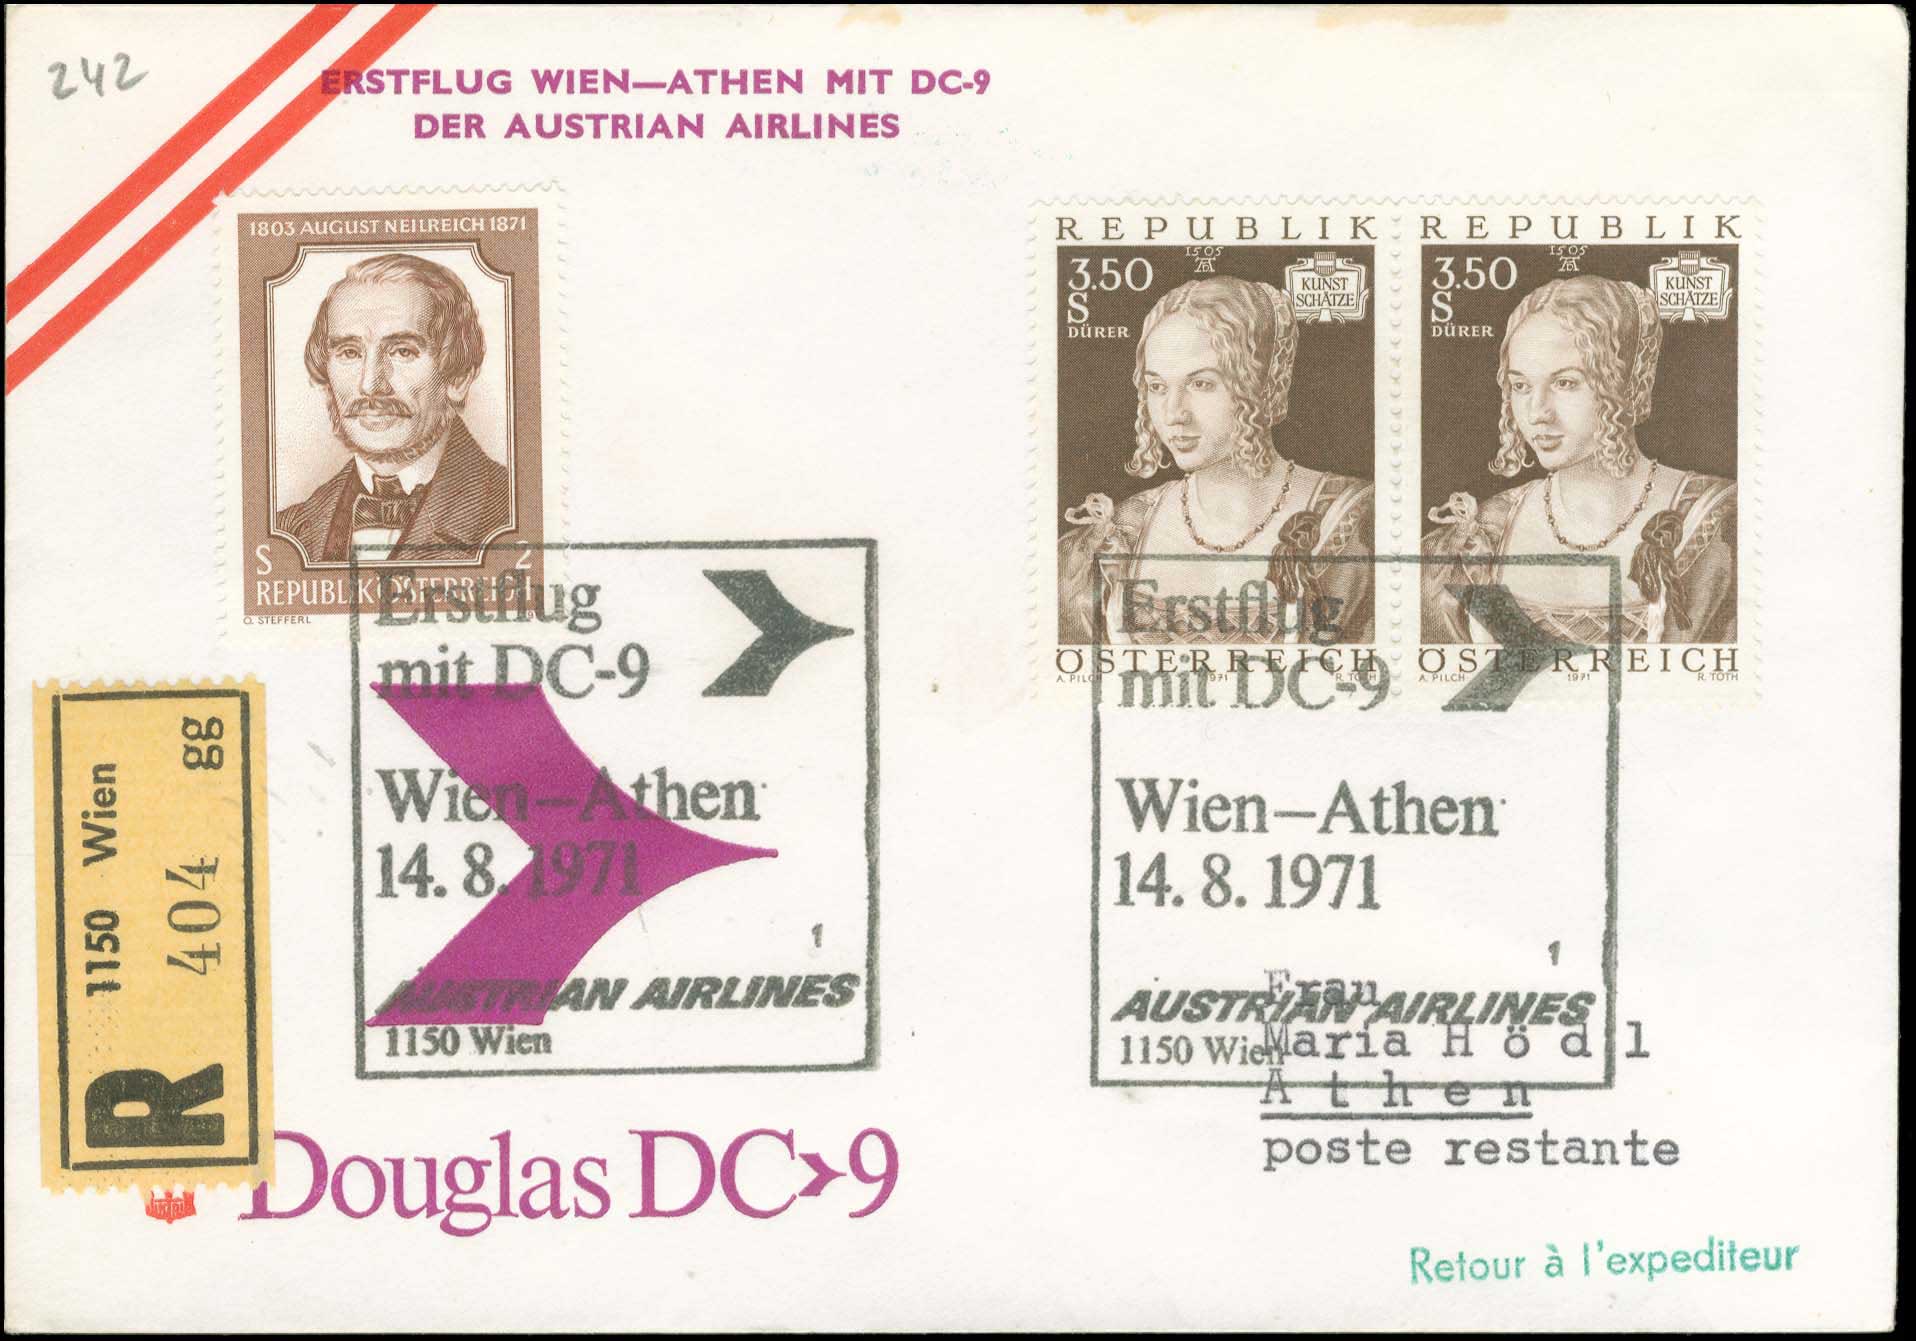 242
ERSTFLUG WIEN—ATHEN MIT DC-9
DER AUSTRIAN AIRLINES
1803 AUGUST NEILREICH 1871
S 2
REPUBLIK ÖSTERREICH
O. STEFFERL
REPUBLIK
1505
3.50
S
DÜRER
KUNST
SCHÄTZE
ÖSTERREICH
A. PILCH 1971 R. TOTH
REPUBLIK
1505
3.50
S
DÜRER
KUNST
SCHÄTZE
ÖSTERREICH
A. PILCH 1971 R. TOTH
Erstflug
mit DC-9
Wien–Athen
14. 8. 1971
1
AUSTRIAN AIRLINES
1150 Wien
Erstflug
mit DC-9
Wien–Athen
14. 8. 1971
1
AUSTRIAN AIRLINES
1150 Wien
R
1150 Wien
404
gg
Frau
Maria Hödl
Athen
poste restante
Douglas DC-9
Retour à l'expediteur